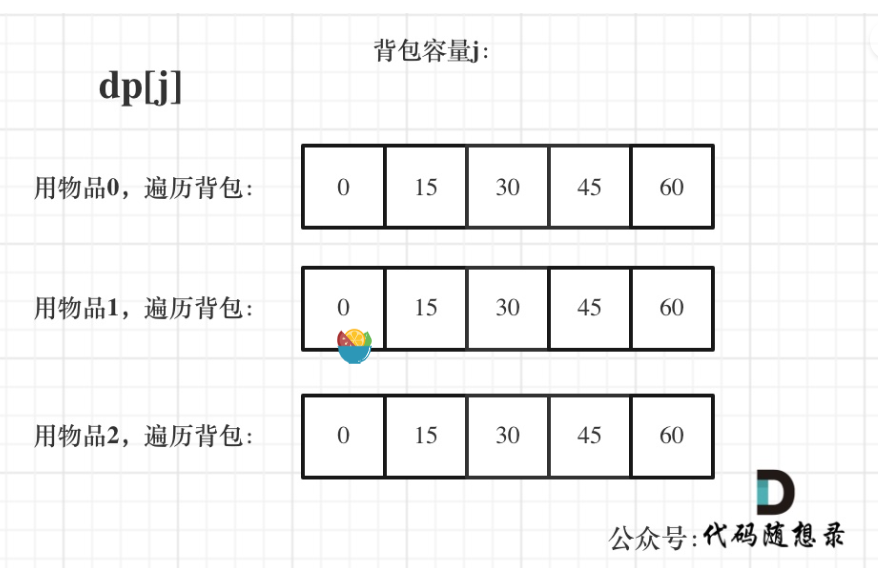 背包容量j:
dp[j]
用物品0，遍历背包: 0 15 30 45 60
用物品1，遍历背包: 0 15 30 45 60
用物品2，遍历背包: 0 15 30 45 60
公众号:代码随想录